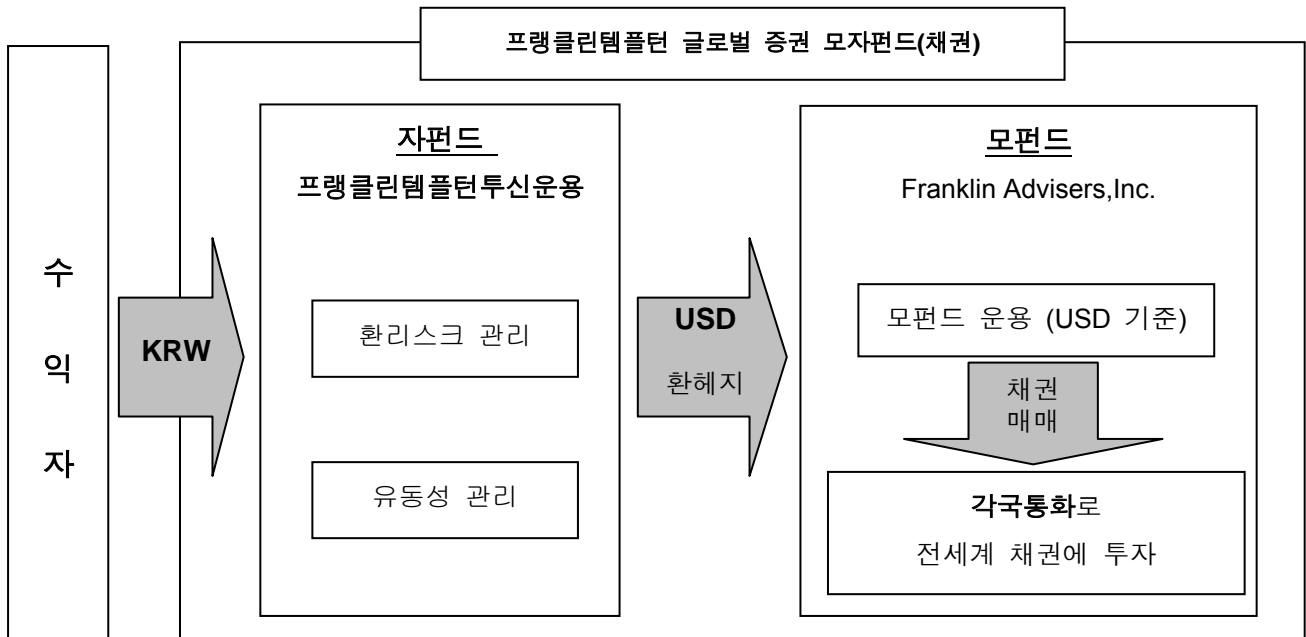 프랭클린템플턴 글로벌 증권 모자펀드(채권)
수
익
자
KRW
자펀드
프랭클린템플턴투신운용
환리스크 관리
유동성 관리
USD
환헤지
모펀드
Franklin Advisers,Inc.
모펀드 운용 (USD 기준)
채권
매매
각국통화로
전세계 채권에 투자